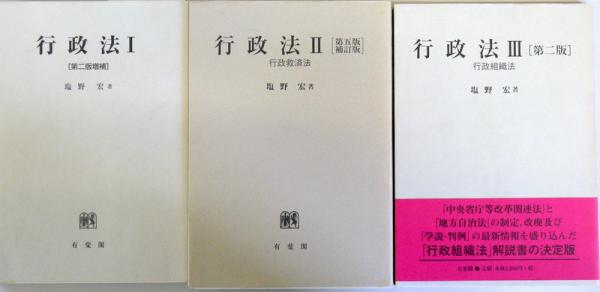 行政法Ⅰ
[第二版増補]
塩野 宏 著
有斐閣
行政法Ⅱ[第五版補訂版]
行政救済法
塩野 宏 著
有斐閣
行政法Ⅲ[第二版]
行政組織法
塩野 宏 著
「中央省庁等改革関連法」と
「地方自治法」の制定、改廃及び
「学説・判例」の最新情報を盛り込んだ
「行政組織法」解説書の決定版
有斐閣●定価